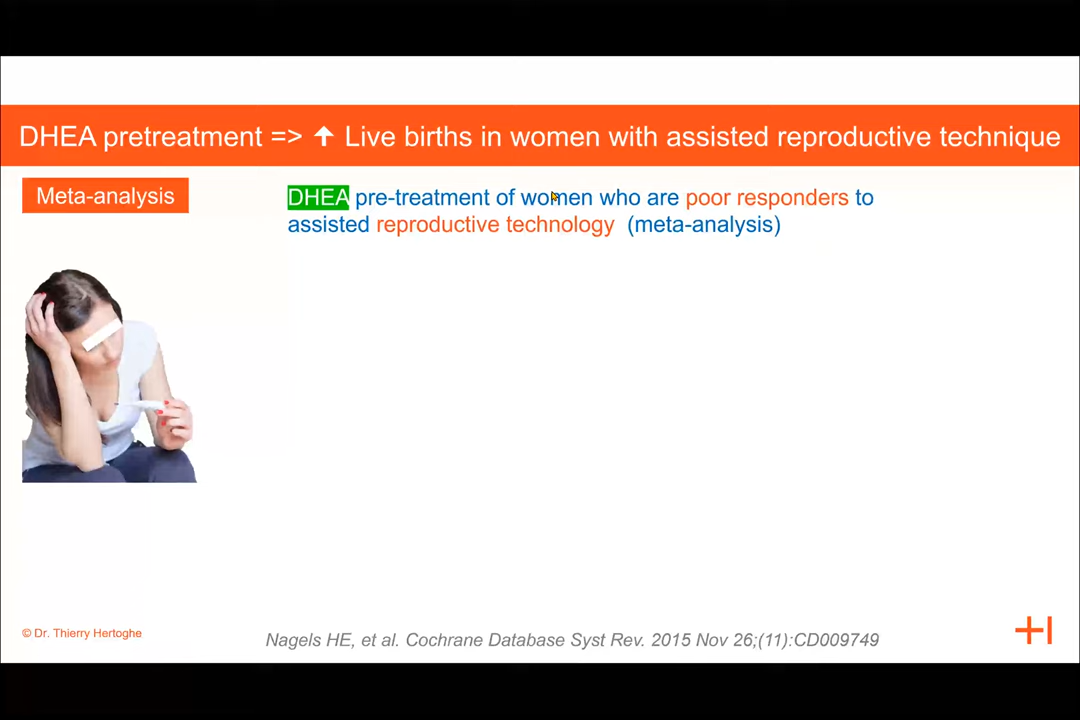 DHEA pretreatment => ↑ Live births in women with assisted reproductive technique
Meta-analysis
DHEA pre-treatment of women who are poor responders to
assisted reproductive technology (meta-analysis)
© Dr. Thierry Hertoghe
Nagels HE, et al. Cochrane Database Syst Rev. 2015 Nov 26;(11):CD009749